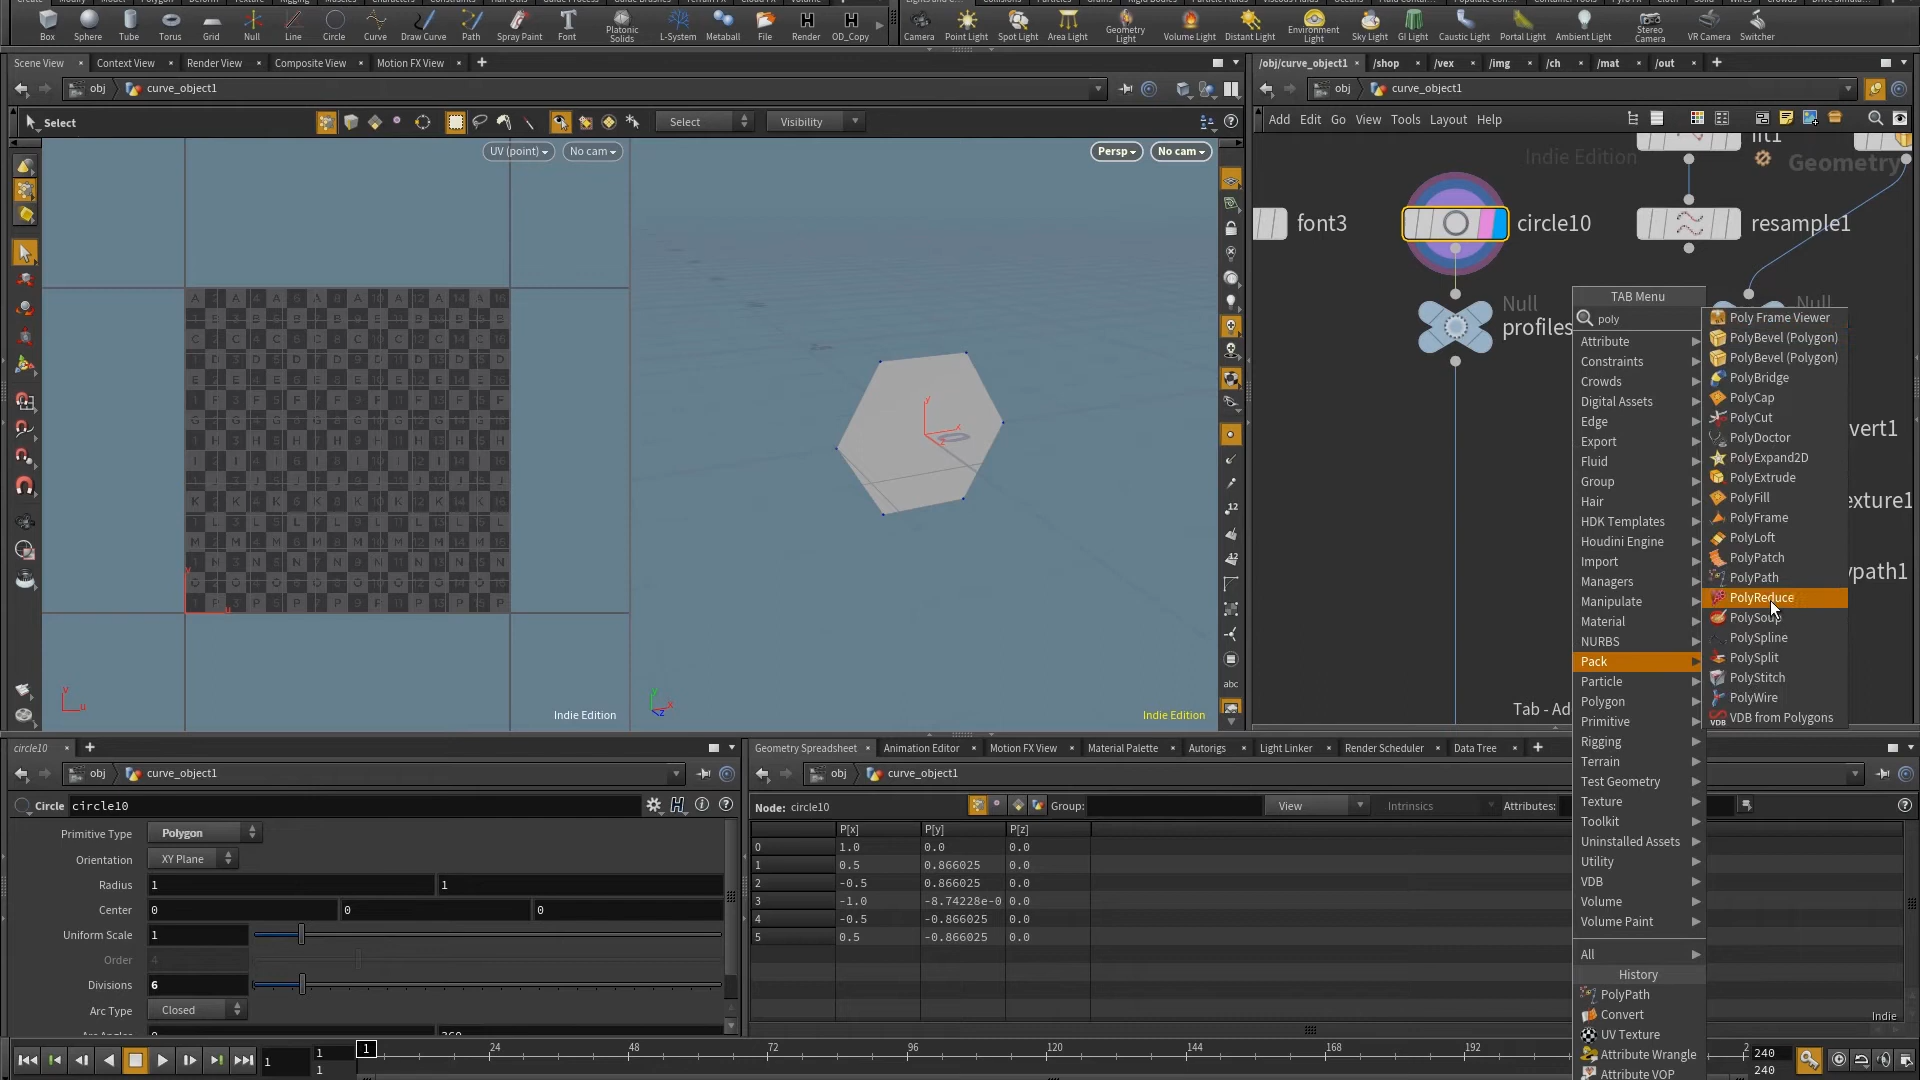 Box Sphere Tube Torus Grid Null Line Circle Curve Draw Curve Path Spray Paint Font Platonic Solids L-System Metaball File Render OD_Copy
Camera Point Light Spot Light Area Light Geometry Light Volume Light Distant Light Environment Light Sky Light GI Light Caustic Light Portal Light Ambient Light Stereo Camera VR Camera Switcher
Scene View Context View Render View Composite View Motion FX View
/obj/curve_object1 /shop /vex /img /ch /mat /out
obj curve_object1
obj curve_object1
Select
Select Visibility
Add Edit Go View Tools Layout Help
UV (point) No cam
Persp No cam
Indie Edition
Geometry
font3
circle10
resample1
Null
profiles
Null
vert1
exture1
ypath1
Tab - Ad
Indie Edition
Indie Edition
TAB Menu
poly
Attribute
Constraints
Crowds
Digital Assets
Edge
Export
Fluid
Group
Hair
HDK Templates
Houdini Engine
Import
Managers
Manipulate
Material
NURBS
Pack
Particle
Polygon
Primitive
Rigging
Terrain
Test Geometry
Texture
Toolkit
Uninstalled Assets
Utility
VDB
Volume
Volume Paint
All
History
PolyPath
Convert
UV Texture
Attribute Wrangle
Attribute VOP
Poly Frame Viewer
PolyBevel (Polygon)
PolyBevel (Polygon)
PolyBridge
PolyCap
PolyCut
PolyDoctor
PolyExpand2D
PolyExtrude
PolyFill
PolyFrame
PolyLoft
PolyPatch
PolyPath
PolyReduce
PolySoup
PolySpline
PolySplit
PolyStitch
PolyWire
VDB from Polygons
circle10
obj curve_object1
Circle circle10
Primitive Type Polygon
Orientation XY Plane
Radius 1 1
Center 0 0 0
Uniform Scale 1
Order 4
Divisions 6
Arc Type Closed
Geometry Spreadsheet Animation Editor Motion FX View Material Palette Autorigs Light Linker Render Scheduler Data Tree
obj curve_object1
Node: circle10 Group: View Intrinsics Attributes:
P[x] P[y] P[z]
0 1.0 0.0 0.0
1 0.5 0.866025 0.0
2 -0.5 0.866025 0.0
3 -1.0 -8.74228e-0 0.0
4 -0.5 -0.866025 0.0
5 0.5 -0.866025 0.0
Indie
1 1 1 1 24 48 72 96 120 144 168 192 240 240